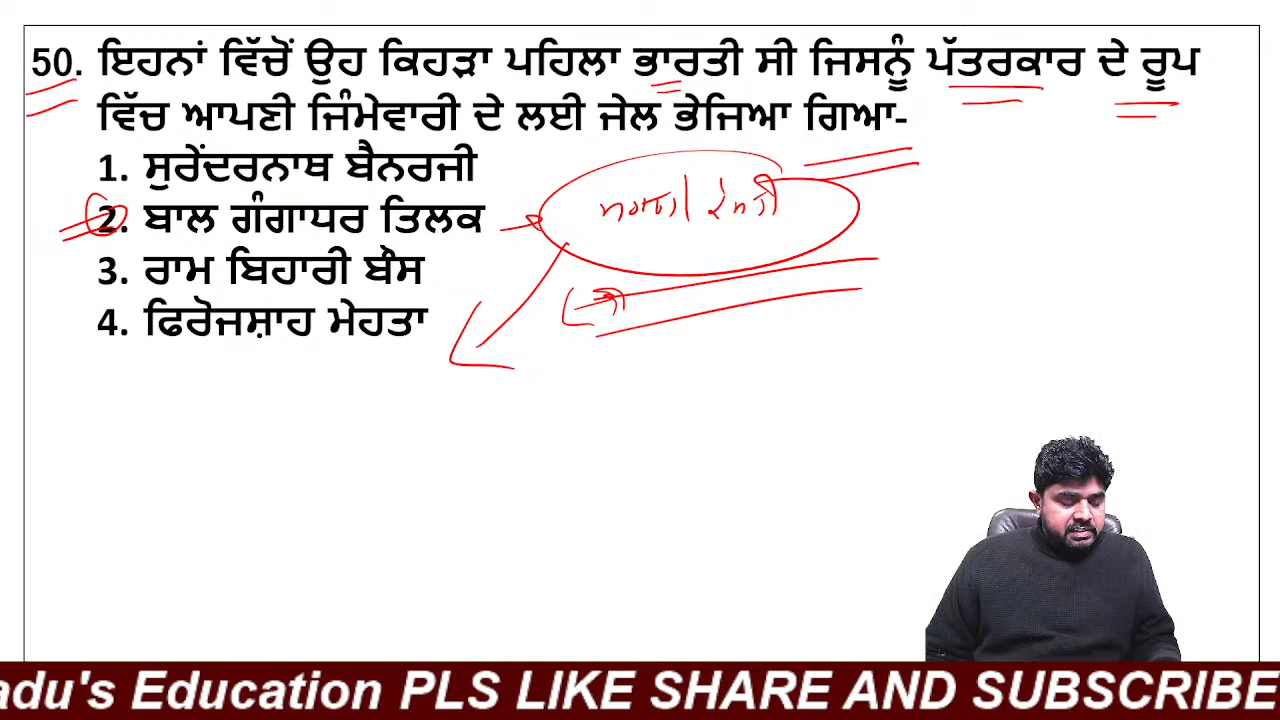 50. ਇਹਨਾਂ ਵਿੱਚੋਂ ਉਹ ਕਿਹੜਾ ਪਹਿਲਾ ਭਾਰਤੀ ਸੀ ਜਿਸਨੂੰ ਪੱਤਰਕਾਰ ਦੇ ਰੂਪ
ਵਿੱਚ ਆਪਣੀ ਜਿੰਮੇਵਾਰੀ ਦੇ ਲਈ ਜੇਲ ਭੇਜਿਆ ਗਿਆ-
1. ਸੁਰੇਂਦਰਨਾਥ ਬੈਨਰਜੀ
2. ਬਾਲ ਗੰਗਾਧਰ ਤਿਲਕ
3. ਰਾਮ ਬਿਹਾਰੀ ਬੌਸ
4. ਫਿਰੋਜਸ਼ਾਹ ਮੇਹਤਾ
adu's Education PLS LIKE SHARE AND SUBSCRIBE